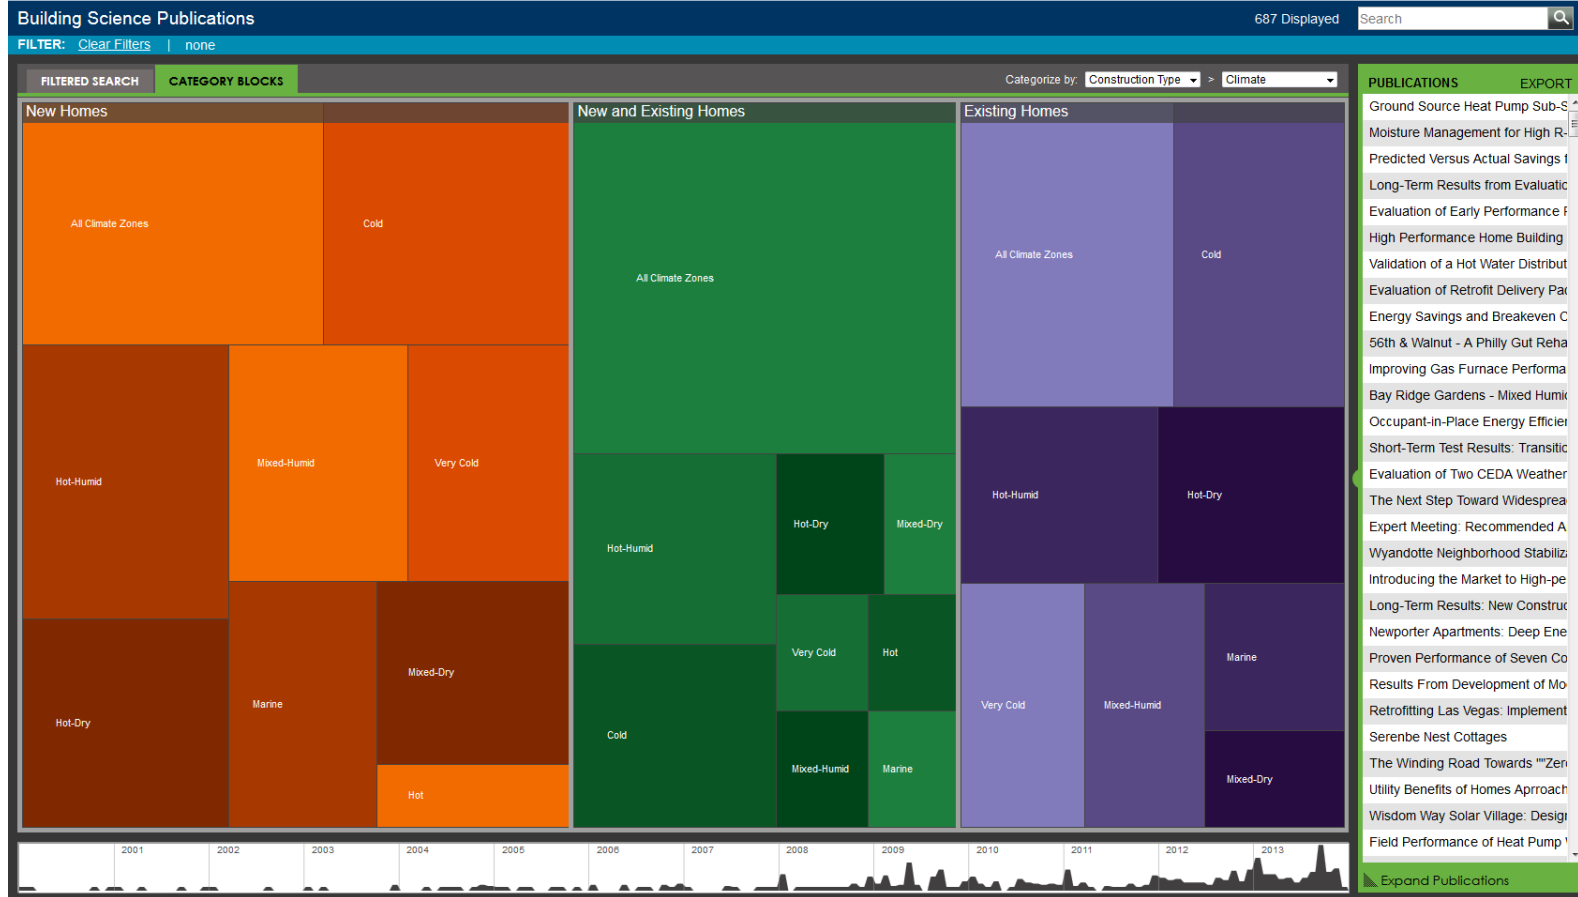 Building Science Publications
687 Displayed
Search
FILTER: Clear Filters | none
FILTERED SEARCH
CATEGORY BLOCKS
Categorize by: Construction Type > Climate
New Homes
All Climate Zones
Cold
Hot-Humid
Mixed-Humid
Very Cold
Hot-Dry
Marine
Mixed-Dry
Hot
New and Existing Homes
All Climate Zones
Hot-Humid
Hot-Dry
Mixed-Dry
Very Cold
Hot
Cold
Mixed-Humid
Marine
Existing Homes
All Climate Zones
Cold
Hot-Humid
Hot-Dry
Very Cold
Mixed-Humid
Marine
Mixed-Dry
2001 2002 2003 2004 2005 2006 2007 2008 2009 2010 2011 2012 2013
PUBLICATIONS EXPORT
Ground Source Heat Pump Sub-S
Moisture Management for High R-
Predicted Versus Actual Savings f
Long-Term Results from Evaluatio
Evaluation of Early Performance F
High Performance Home Building
Validation of a Hot Water Distribut
Evaluation of Retrofit Delivery Pac
Energy Savings and Breakeven C
56th & Walnut - A Philly Gut Reha
Improving Gas Furnace Performa
Bay Ridge Gardens - Mixed Humid
Occupant-in-Place Energy Efficien
Short-Term Test Results: Transitio
Evaluation of Two CEDA Weather
The Next Step Toward Widesprea
Expert Meeting: Recommended A
Wyandotte Neighborhood Stabiliza
Introducing the Market to High-pe
Long-Term Results: New Construc
Newporter Apartments: Deep Ene
Proven Performance of Seven Co
Results From Development of Mo
Retrofitting Las Vegas: Implement
Serenbe Nest Cottages
The Winding Road Towards ""Zero
Utility Benefits of Homes Aprroach
Wisdom Way Solar Village: Design
Field Performance of Heat Pump
Expand Publications